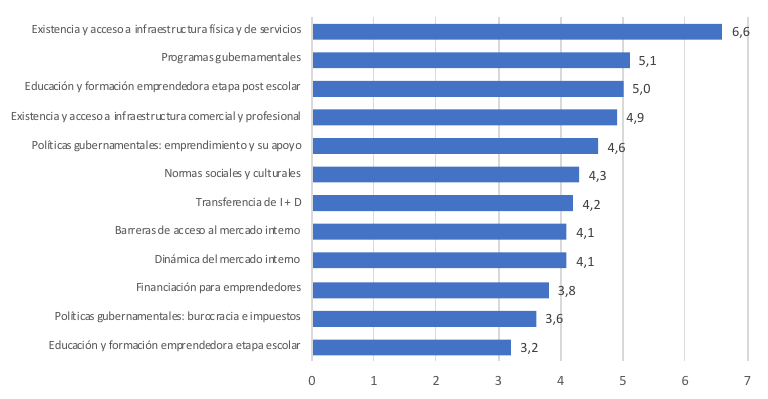 Existencia y acceso a infraestructura física y de servicios 6,6
Programas gubernamentales 5,1
Educación y formación emprendedora etapa post escolar 5,0
Existencia y acceso a infraestructura comercial y profesional 4,9
Políticas gubernamentales: emprendimiento y su apoyo 4,6
Normas sociales y culturales 4,3
Transferencia de I + D 4,2
Barreras de acceso al mercado interno 4,1
Dinámica del mercado interno 4,1
Financiación para emprendedores 3,8
Políticas gubernamentales: burocracia e impuestos 3,6
Educación y formación emprendedora etapa escolar 3,2
0 1 2 3 4 5 6 7